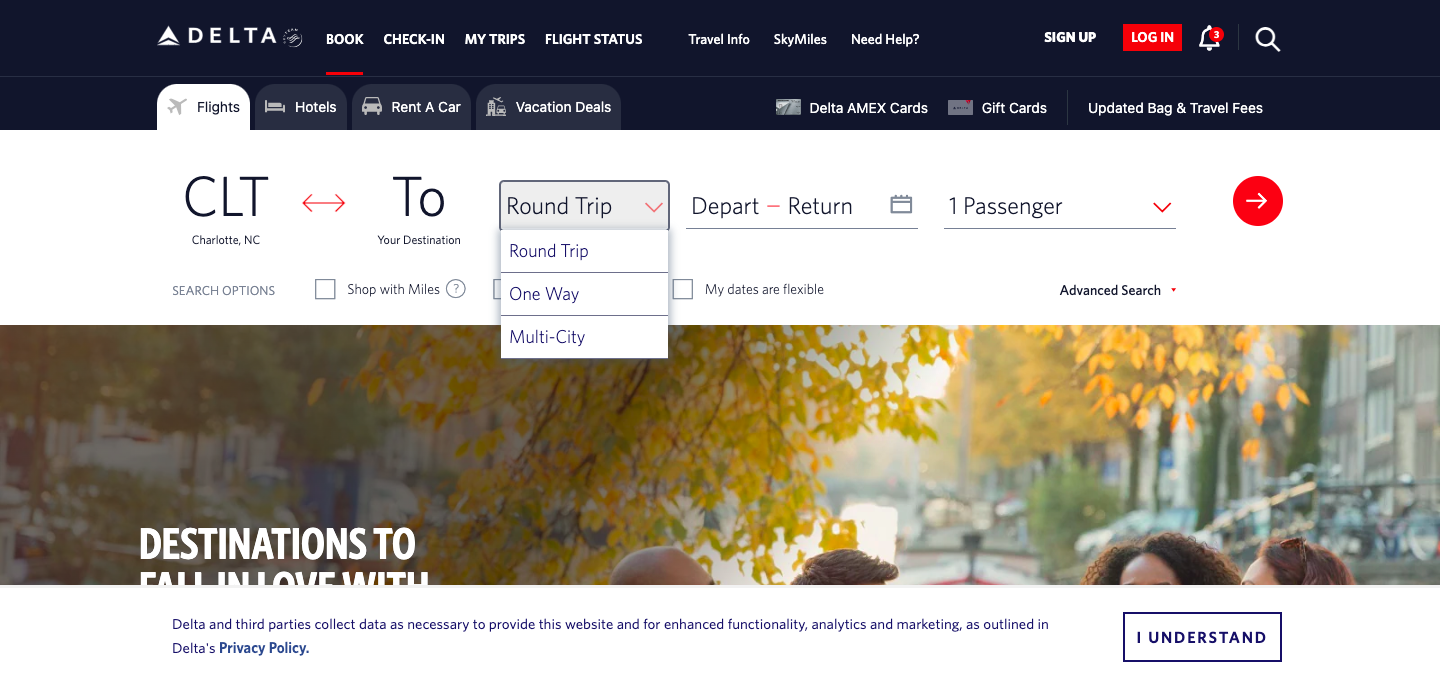 DELTA
BOOK
CHECK-IN
MY TRIPS
FLIGHT STATUS
Travel Info
SkyMiles
Need Help?
SIGN UP
LOG IN
3
Flights
Hotels
Rent A Car
Vacation Deals
Delta AMEX Cards
Gift Cards
Updated Bag & Travel Fees
CLT
Charlotte, NC
To
Your Destination
Round Trip
Depart – Return
1 Passenger
Round Trip
One Way
Multi-City
SEARCH OPTIONS
Shop with Miles ?
My dates are flexible
Advanced Search
DESTINATIONS TO
FALL IN LOVE WITH
Delta and third parties collect data as necessary to provide this website and for enhanced functionality, analytics and marketing, as outlined in
Delta's Privacy Policy.
I UNDERSTAND